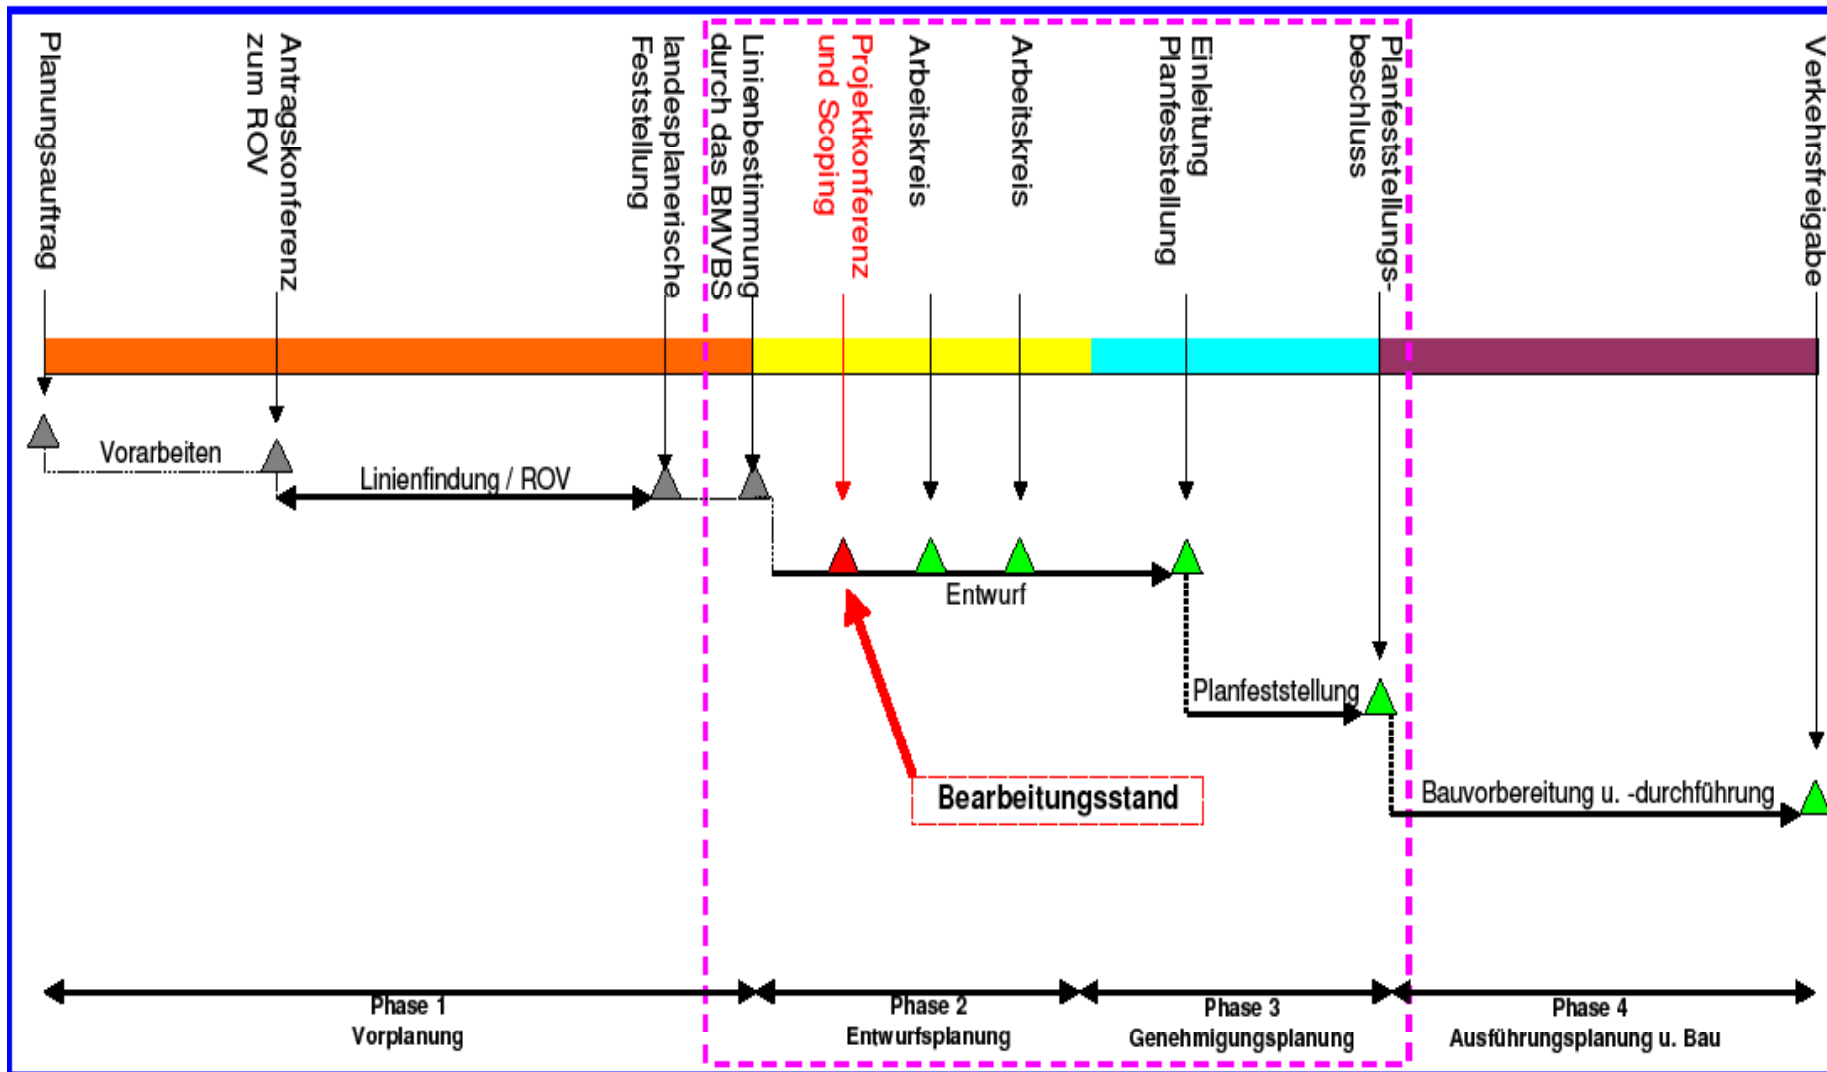 Planungsauftrag
Antragskonferenz
zum ROV
landesplanerische
Feststellung
Linienbestimmung
durch das BMVBS
Projektkonferenz
und Scoping
Arbeitskreis
Arbeitskreis
Einleitung
Planfeststellung
Planfeststellungs-
beschluss
Verkehrsfreigabe
Vorarbeiten
Linienfindung / ROV
Entwurf
Planfeststellung
Bearbeitungsstand
Bauvorbereitung u. -durchführung
Phase 1
Vorplanung
Phase 2
Entwurfsplanung
Phase 3
Genehmigungsplanung
Phase 4
Ausführungsplanung u. Bau